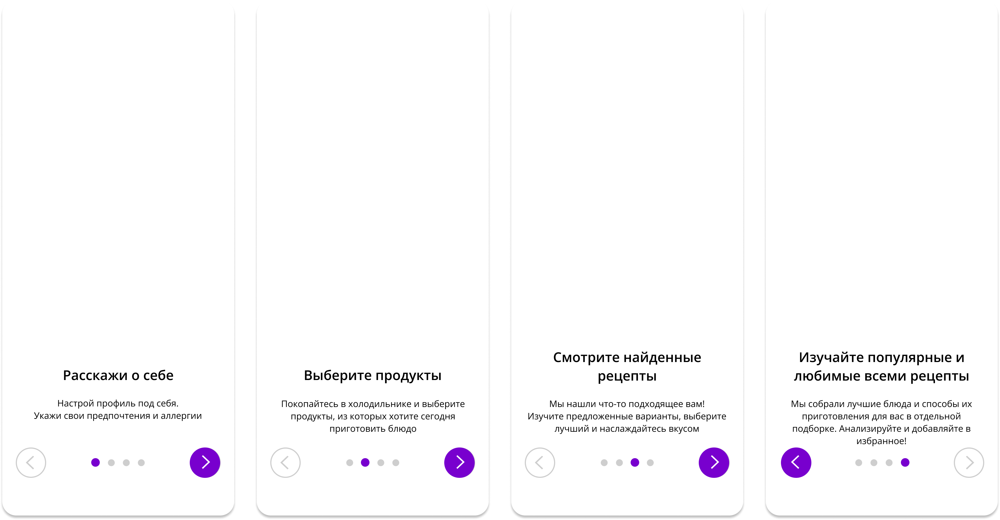 Расскажи о себе
Настрой профиль под себя.
Укажи свои предпочтения и аллергии
Выберите продукты
Покопайтесь в холодильнике и выберите
продукты, из которых хотите сегодня
приготовить блюдо
Смотрите найденные
рецепты
Мы нашли что-то подходящее вам!
Изучите предложенные варианты, выберите
лучший и наслаждайтесь вкусом
Изучайте популярные и
любимые всеми рецепты
Мы собрали лучшие блюда и способы их
приготовления для вас в отдельной
подборке. Анализируйте и добавляйте в
избранное!